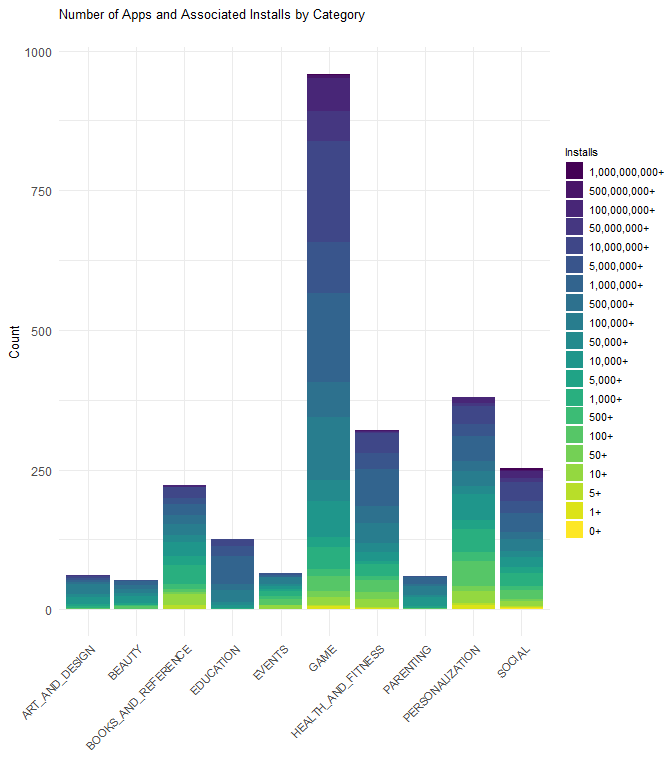 Number of Apps and Associated Installs by Category
1000
750
500
250
0
Count
ART_AND_DESIGN
BEAUTY
BOOKS_AND_REFERENCE
EDUCATION
EVENTS
GAME
HEALTH_AND_FITNESS
PARENTING
PERSONALIZATION
SOCIAL
Installs
1,000,000,000+
500,000,000+
100,000,000+
50,000,000+
10,000,000+
5,000,000+
1,000,000+
500,000+
100,000+
50,000+
10,000+
5,000+
1,000+
500+
100+
50+
10+
5+
1+
0+